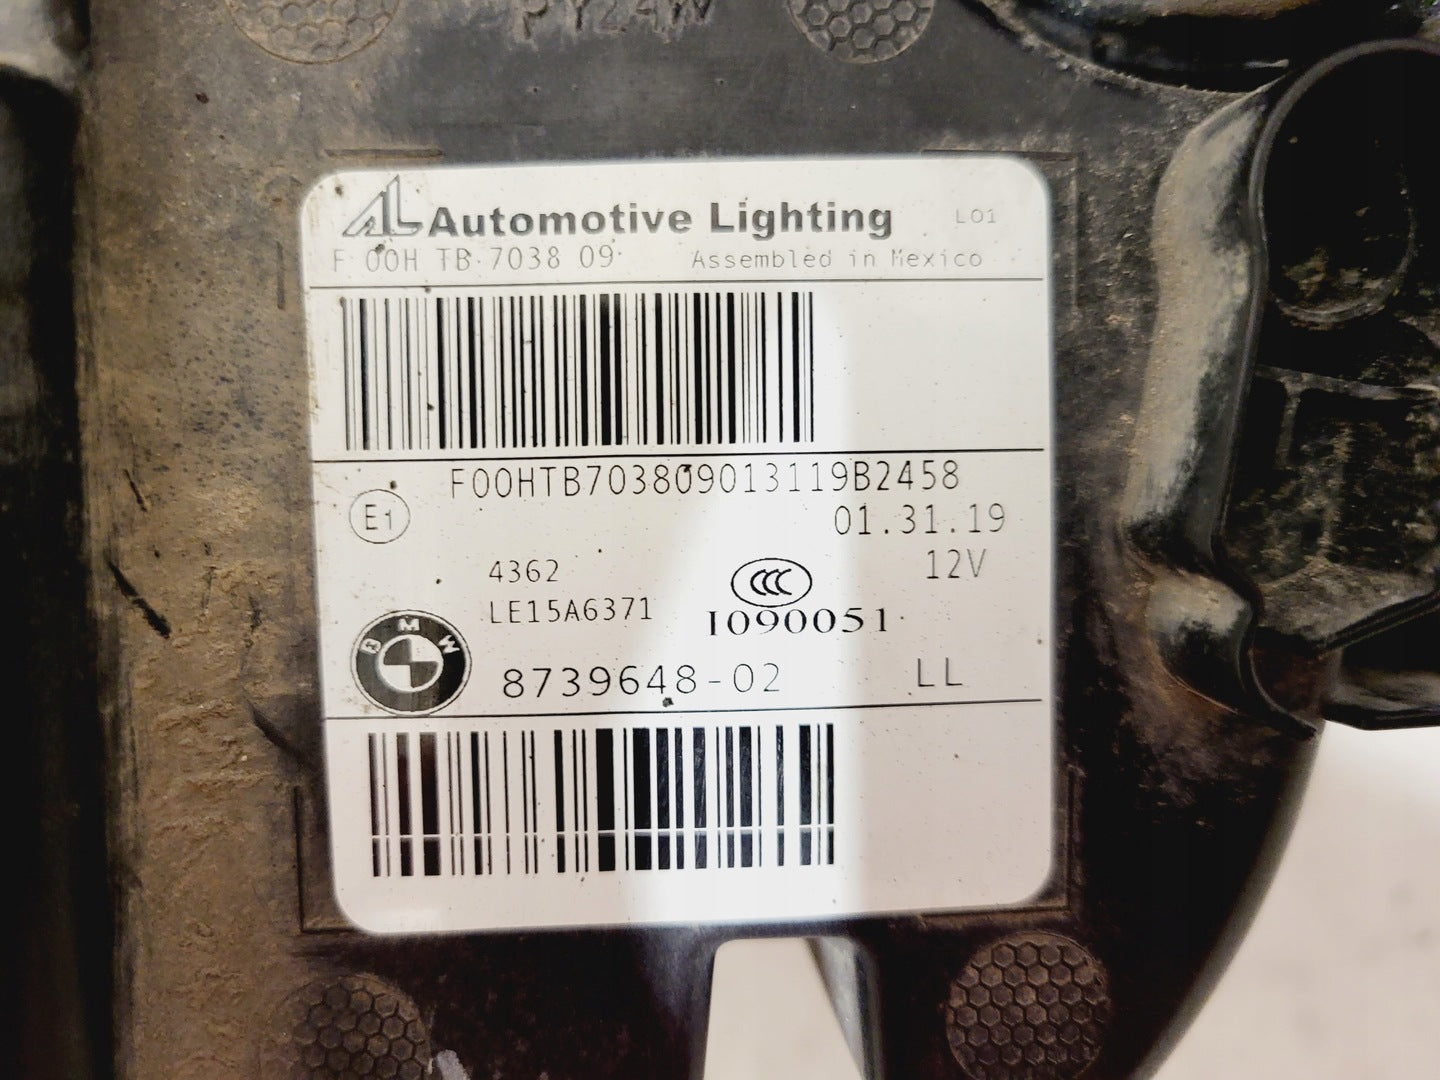 Automotive Lighting L01
F 00H TB 7038 09 Assembled in Mexico
F00HTB703809013119B2458
E1
01.31.19
4362
CCC
12V
LE15A6371
I090051
BMW
8739648-02
LL